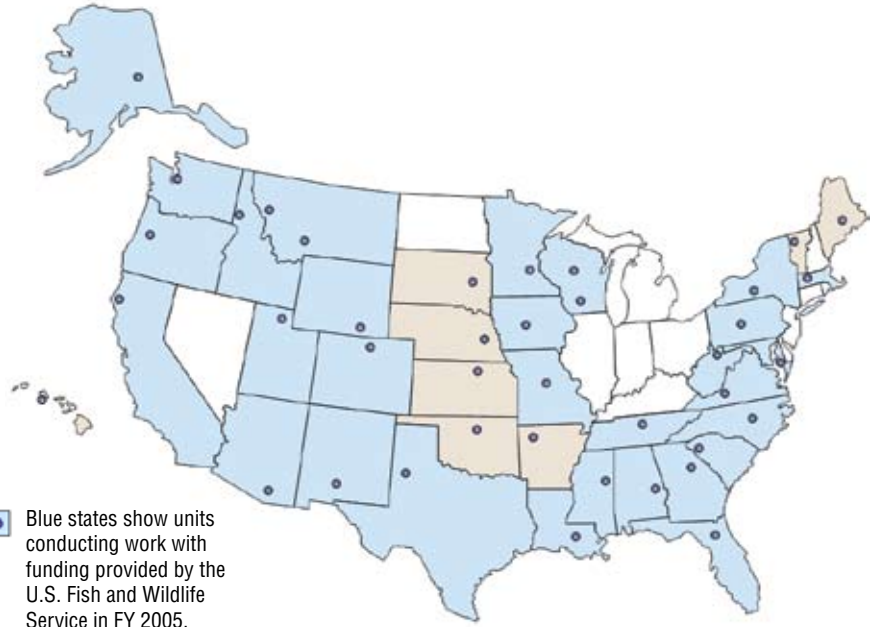 Blue states show units
conducting work with
funding provided by the
U.S. Fish and Wildlife
Service in FY 2005.